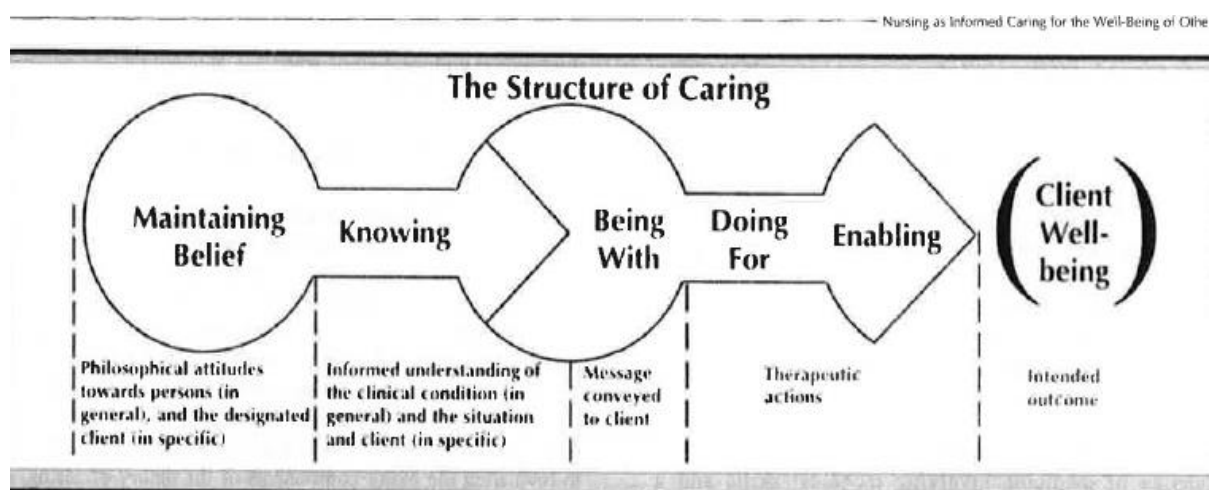 Nursing as Informed Caring for the Well-Being of Othe
The Structure of Caring
Maintaining
Belief
Knowing
Being
With
Doing
For
Enabling
Client
Well-
being
Philosophical attitudes
towards persons (in
general), and the designated
client (in specific)
Informed understanding of
the clinical condition (in
general) and the situation
and client (in specific)
Message
conveyed
to client
Therapeutic
actions
Intended
outcome